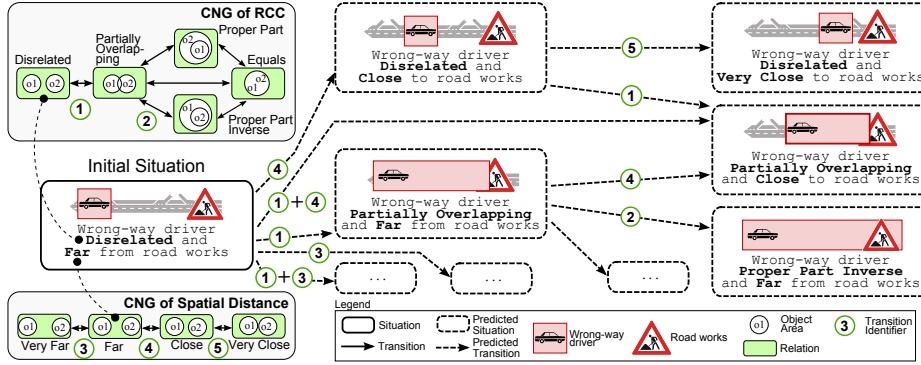 CNG of RCC
Proper Part
Partially
Overlap-
ping
Disrelated
Equals
o2
o1
o1 o2
o1 o2
o2
o1
1
2
o1
o2
Proper Part
Inverse
Initial Situation
Wrong-way driver
Disrelated and
Far from road works
CNG of Spatial Distance
o1 o2
o1 o2
o1 o2
o1 o2
Very Far
3
Far
4
Close
5
Very Close
4
1 + 4
1
3
1 + 3
Wrong-way driver
Disrelated and
Close to road works
Wrong-way driver
Partially Overlapping
and Far from road works
...
...
...
5
1
4
2
Wrong-way driver
Disrelated and
Very Close to road works
Wrong-way driver
Partially Overlapping
and Close to road works
Wrong-way driver
Proper Part Inverse
and Far from road works
Legend
Situation
Predicted
Situation
Transition
Predicted
Transition
Wrong-way
driver
Road works
o1
Object
Area
Relation
3
Transition
Identifier